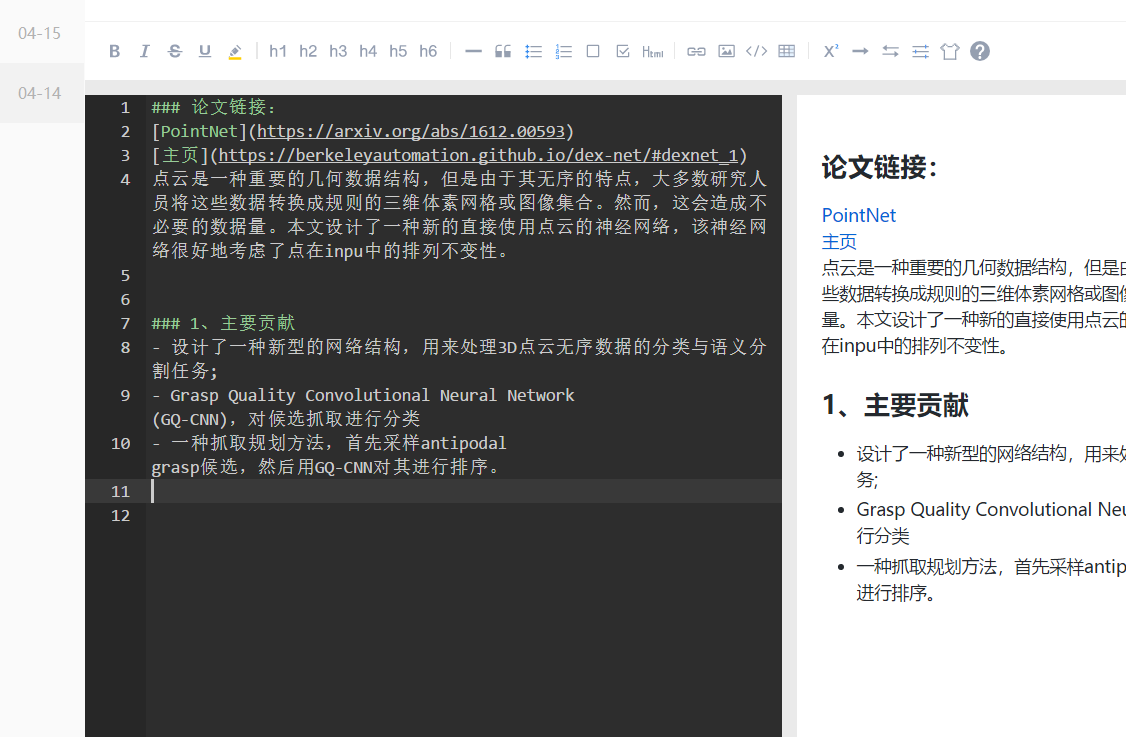 04-15
04-14
B I S U h1 h2 h3 h4 h5 h6 Html X²
1 ### 论文链接：
2 [PointNet](https://arxiv.org/abs/1612.00593)
3 [主页](https://berkeleyautomation.github.io/dex-net/#dexnet_1)
4 点云是一种重要的几何数据结构，但是由于其无序的特点，大多数研究人
员将这些数据转换成规则的三维体素网格或图像集合。然而，这会造成不
必要的数据量。本文设计了一种新的直接使用点云的神经网络，该神经网
络很好地考虑了点在inpu中的排列不变性。
5
6
7 ### 1、主要贡献
8 - 设计了一种新型的网络结构，用来处理3D点云无序数据的分类与语义分
割任务;
9 - Grasp Quality Convolutional Neural Network
(GQ-CNN)，对候选抓取进行分类
10 - 一种抓取规划方法，首先采样antipodal
grasp候选，然后用GQ-CNN对其进行排序。
11
12
论文链接：
PointNet
主页
点云是一种重要的几何数据结构，但是由
些数据转换成规则的三维体素网格或图像
量。本文设计了一种新的直接使用点云的
在inpu中的排列不变性。
1、主要贡献
设计了一种新型的网络结构，用来处
务;
Grasp Quality Convolutional Neu
行分类
一种抓取规划方法，首先采样antip
进行排序。